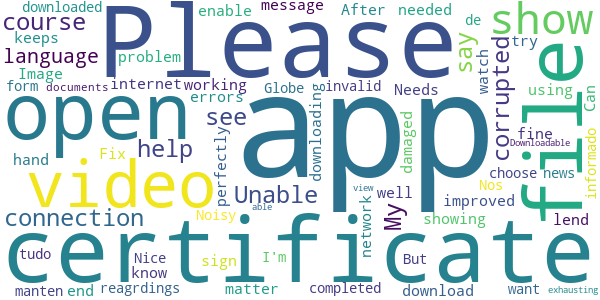 downloaded
course
keeps
language
Image
form
documents
Please
enable
message
After
needed
problem
show
say
de
try
internet
working
errors
Globe
invalid
Needs
watch
corrupted
using
file
Can
informado
open
see
perfectly
downloading
app
damaged
fine
Downloadable
choose
news
hand
Fix
help
video
Unable
My
well
improved
Nos
lend
connection
Noisy
able
view
network
showing
certificate
tudo
Nice
know
sign
I'm
But
manten
end
reagrdings
matter
completed
download
want
exhausting